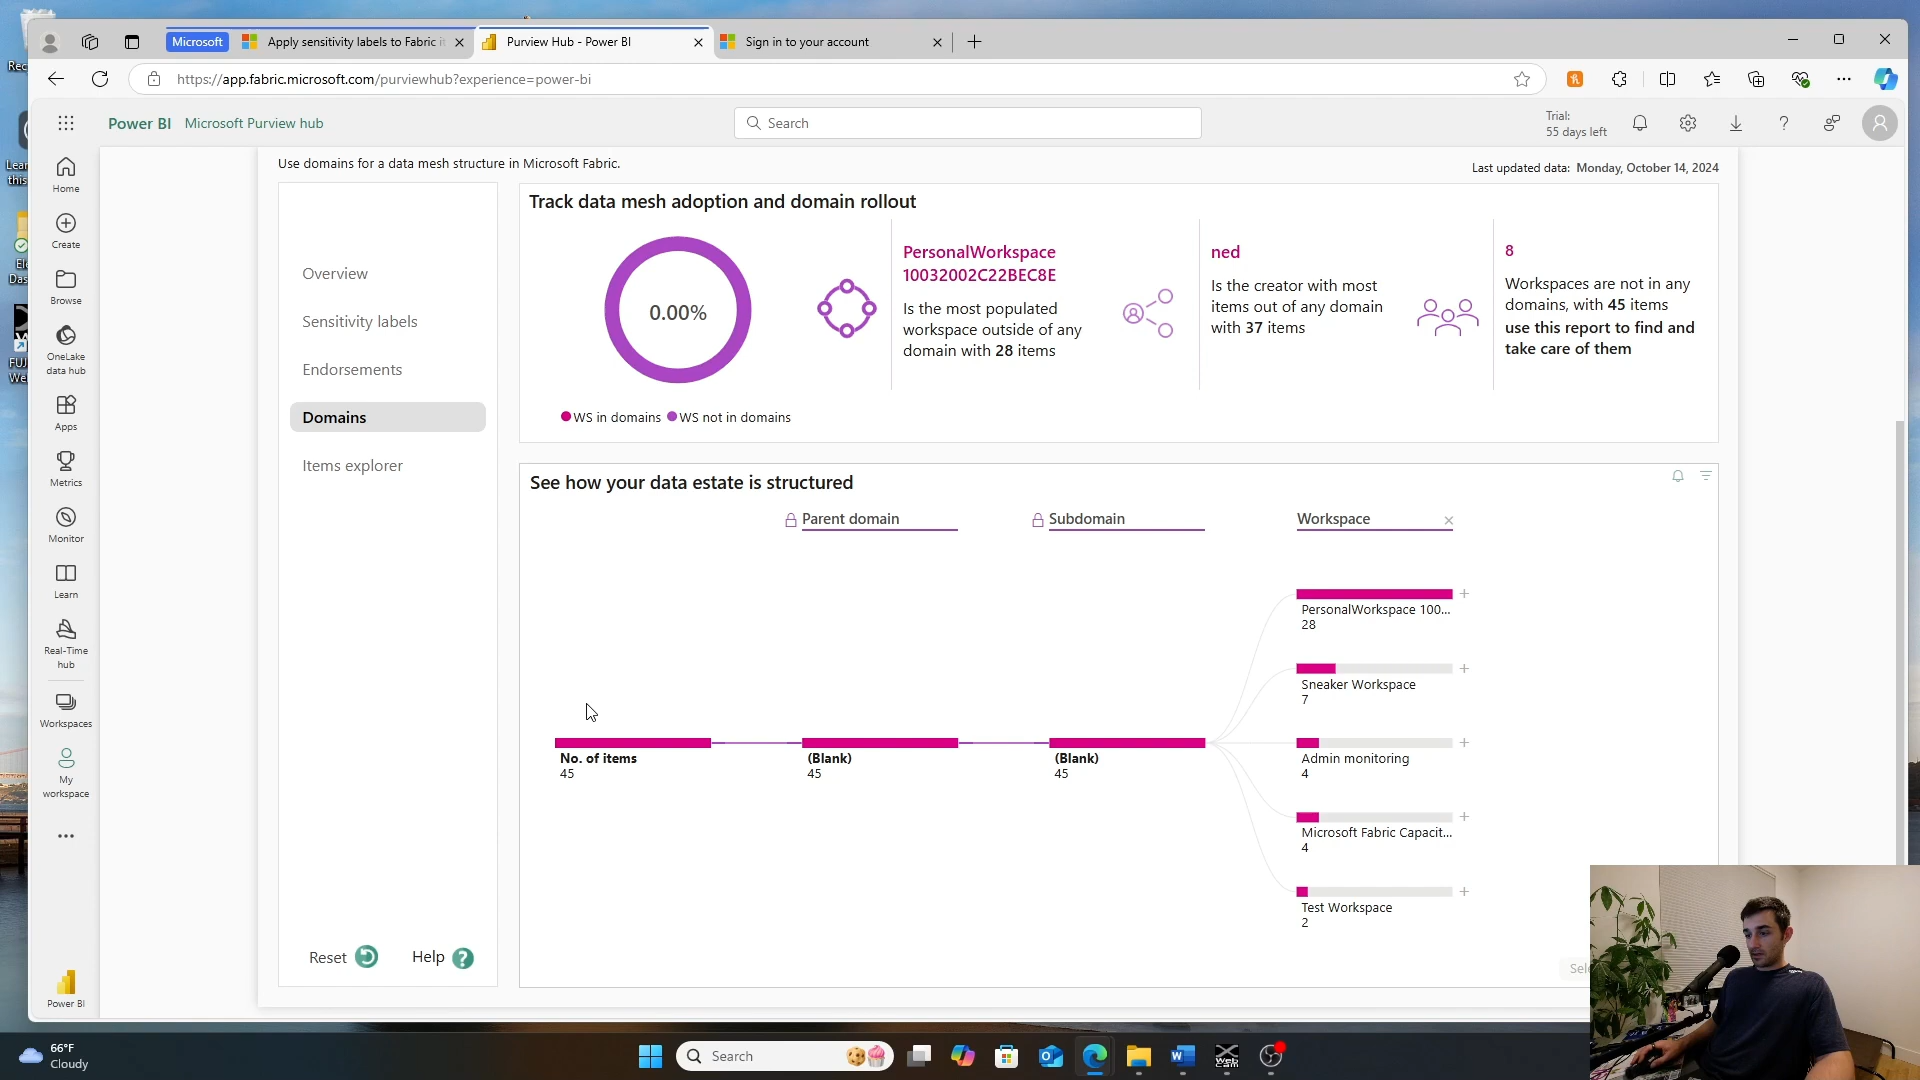 Microsoft
Apply sensitivity labels to Fabric it
Purview Hub - Power BI
Sign in to your account
https://app.fabric.microsoft.com/purviewhub?experience=power-bi
Power BI
Microsoft Purview hub
Search
Trial:
55 days left
Home
Create
Browse
OneLake
data hub
Apps
Metrics
Monitor
Learn
Real-Time
hub
Workspaces
My
workspace
Power BI
Use domains for a data mesh structure in Microsoft Fabric.
Last updated data: Monday, October 14, 2024
Overview
Sensitivity labels
Endorsements
Domains
Items explorer
Reset
Help
Track data mesh adoption and domain rollout
0.00%
WS in domains
WS not in domains
PersonalWorkspace
10032002C22BEC8E
Is the most populated
workspace outside of any
domain with 28 items
ned
Is the creator with most
items out of any domain
with 37 items
8
Workspaces are not in any
domains, with 45 items
use this report to find and
take care of them
See how your data estate is structured
Parent domain
Subdomain
Workspace
No. of items
45
(Blank)
45
(Blank)
45
PersonalWorkspace 100...
28
Sneaker Workspace
7
Admin monitoring
4
Microsoft Fabric Capacit...
4
Test Workspace
2
66°F
Cloudy
Search